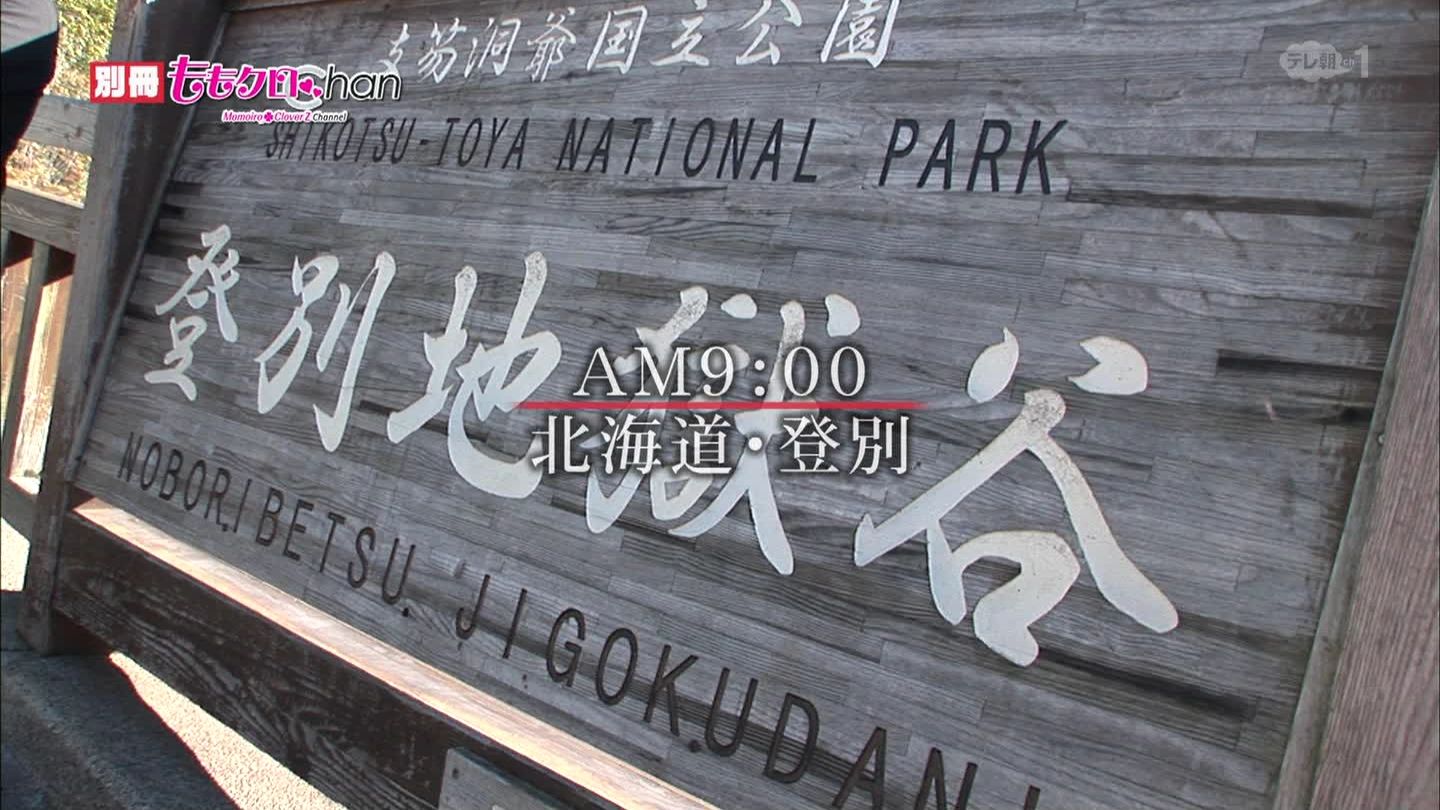 支笏洞爺国立公園
別冊 ももクロChan
Momoiro Clover Z Channel
テレ朝ch1
SHIKOTSU-TOYA NATIONAL PARK
登別地獄谷
AM9:00
北海道・登別
NOBORIBETSU JIGOKUDANI